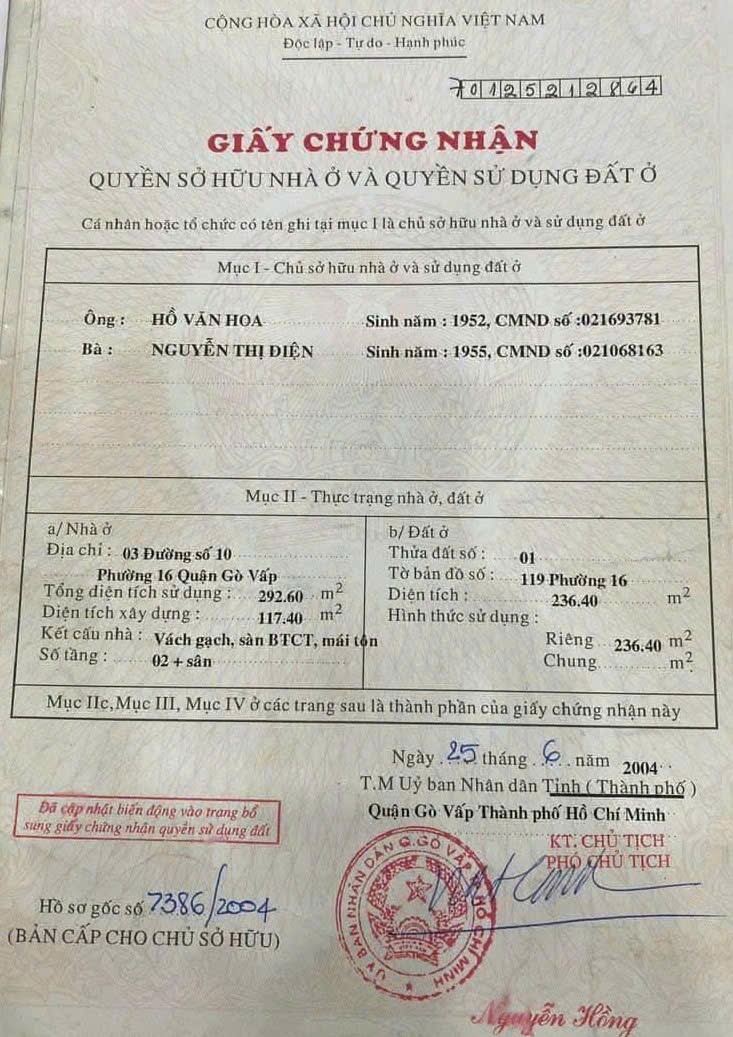 CỘNG HÒA XÃ HỘI CHỦ NGHĨA VIỆT NAM
Độc lập - Tự do - Hạnh phúc
70125212864
GIẤY CHỨNG NHẬN
QUYỀN SỞ HỮU NHÀ Ở VÀ QUYỀN SỬ DỤNG ĐẤT Ở
Cá nhân hoặc tổ chức có tên ghi tại mục I là chủ sở hữu nhà ở và sử dụng đất ở
Mục I - Chủ sở hữu nhà ở và sử dụng đất ở
Ông : HỒ VĂN HOA Sinh năm : 1952, CMND số :021693781
Bà : NGUYỄN THỊ ĐIỆN Sinh năm : 1955, CMND số :021068163
Mục II - Thực trạng nhà ở, đất ở
a/ Nhà ở
Địa chỉ : 03 Đường số 10
Phường 16 Quận Gò Vấp
Tổng diện tích sử dụng : 292.60 m2
Diện tích xây dựng : 117.40 m2
Kết cấu nhà : Vách gạch, sàn BTCT, mái tôn
Số tầng : 02 + sân
b/ Đất ở
Thửa đất số : 01
Tờ bản đồ số : 119 Phường 16
Diện tích : 236.40 m2
Hình thức sử dụng :
Riêng 236.40 m2
Chung m2
Mục IIc,Mục III, Mục IV ở các trang sau là thành phần của giấy chứng nhận này
Ngày 25 tháng 6 năm 2004
T.M Uỷ ban Nhân dân Tỉnh ( Thành phố )
Quận Gò Vấp Thành phố Hồ Chí Minh
KT. CHỦ TỊCH
PHÓ CHỦ TỊCH
Đã cập nhật biến động vào trang bổ
sung giấy chứng nhận quyền sử dụng đất
Hồ sơ gốc số 7386/2004
(BẢN CẤP CHO CHỦ SỞ HỮU)
ỦY BAN NHÂN DÂN Q.GÒ VẤP HỒ CHÍ MINH
Nguyễn Hồng